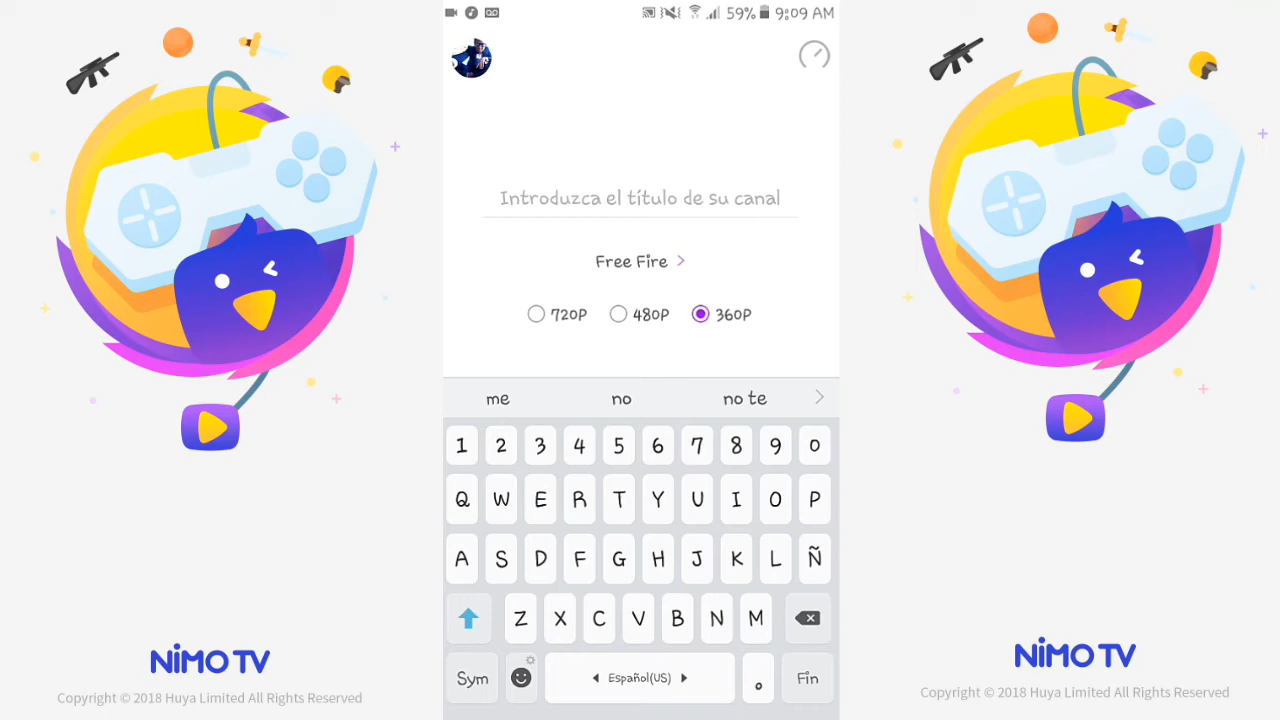 59% 9:09 AM
Introduzca el título de su canal
Free Fire >
720P 480P 360P
me no no te >
1 2 3 4 5 6 7 8 9 0
Q W E R T Y U I O P
A S D F G H J K L Ñ
Z X C V B N M
Sym Español(US) . Fin
NiMO TV
Copyright © 2018 Huya Limited All Rights Reserved
NiMO TV
Copyright © 2018 Huya Limited All Rights Reserved